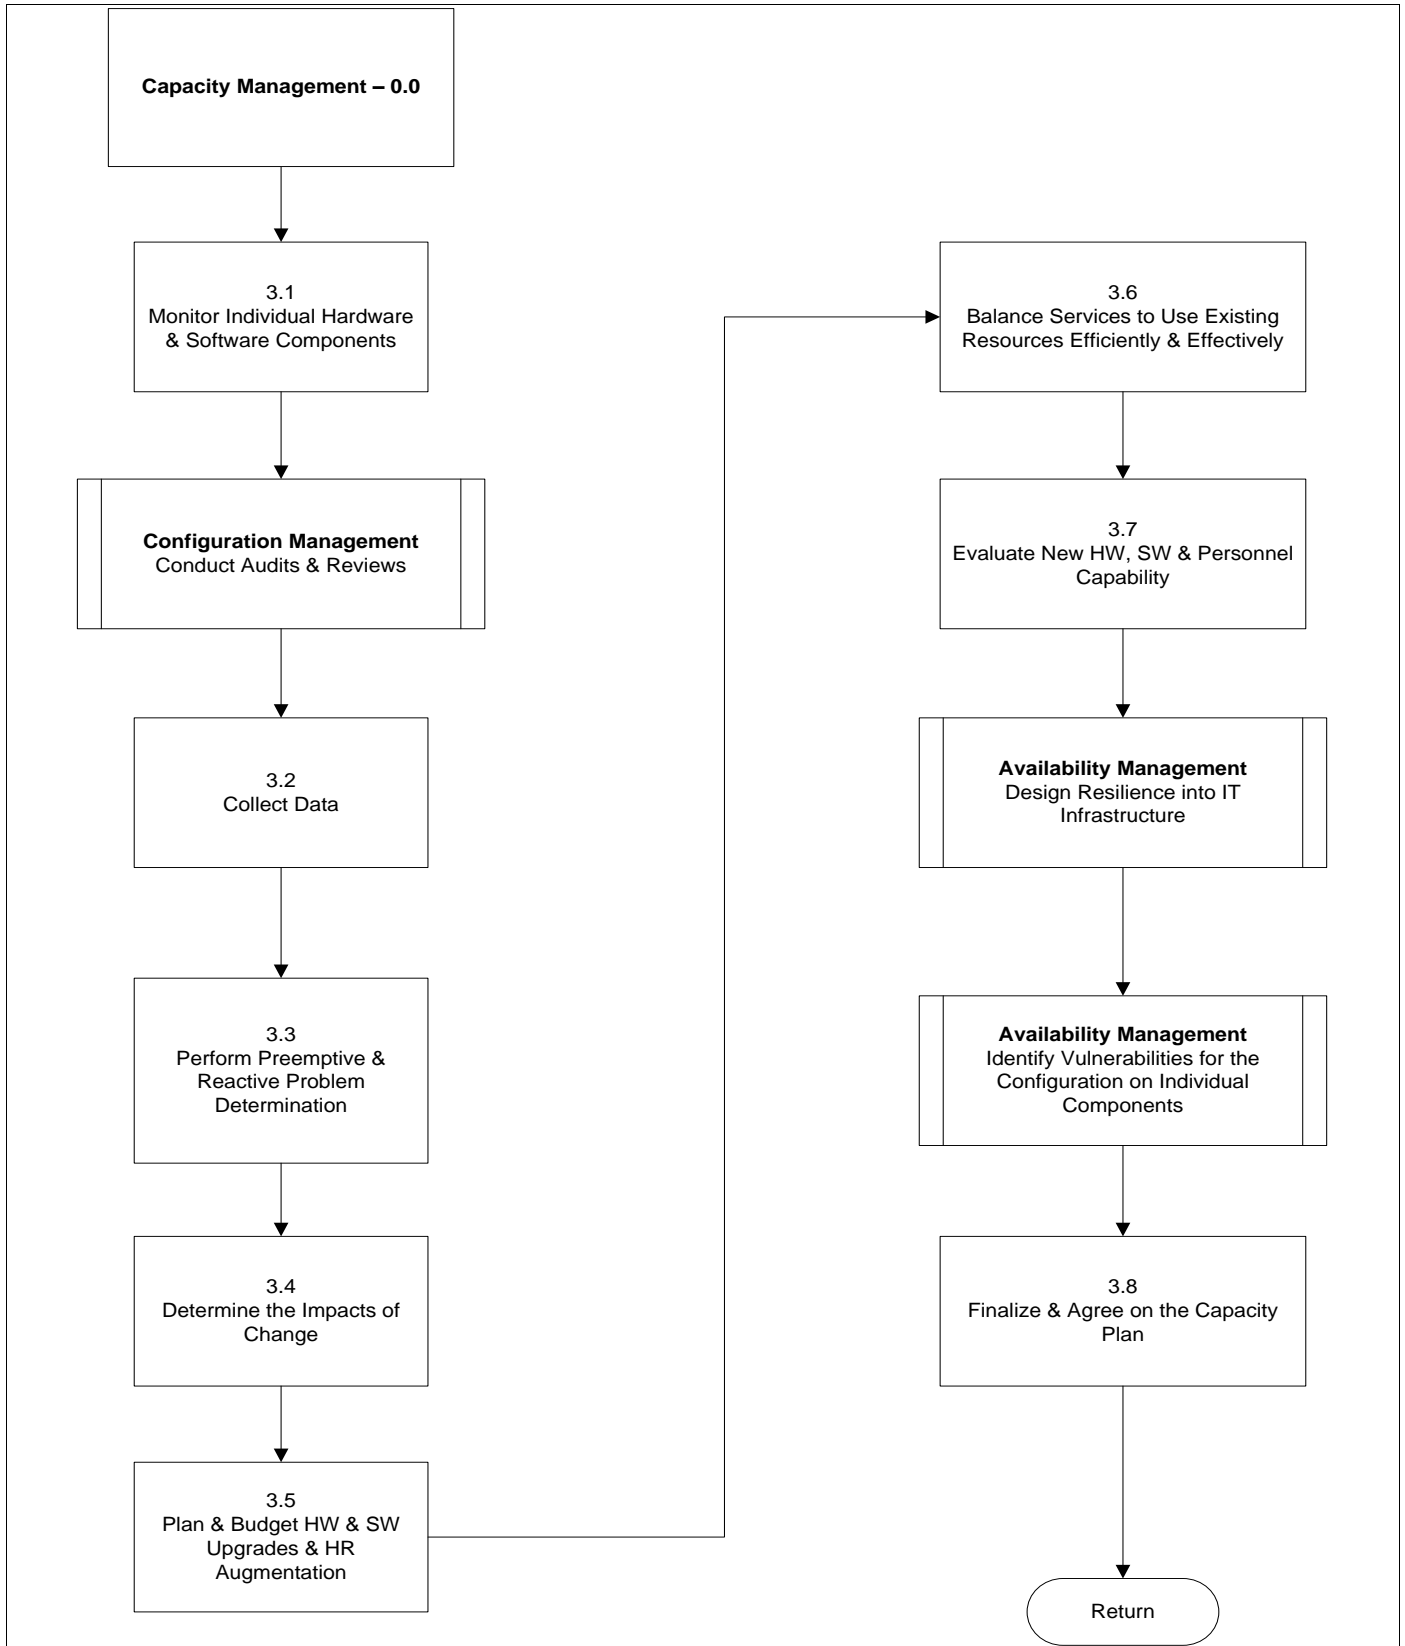 Capacity Management – 0.0
3.1
Monitor Individual Hardware
& Software Components
Configuration Management
Conduct Audits & Reviews
3.2
Collect Data
3.3
Perform Preemptive &
Reactive Problem
Determination
3.4
Determine the Impacts of
Change
3.5
Plan & Budget HW & SW
Upgrades & HR
Augmentation
3.6
Balance Services to Use Existing
Resources Efficiently & Effectively
3.7
Evaluate New HW, SW & Personnel
Capability
Availability Management
Design Resilience into IT
Infrastructure
Availability Management
Identify Vulnerabilities for the
Configuration on Individual
Components
3.8
Finalize & Agree on the Capacity
Plan
Return